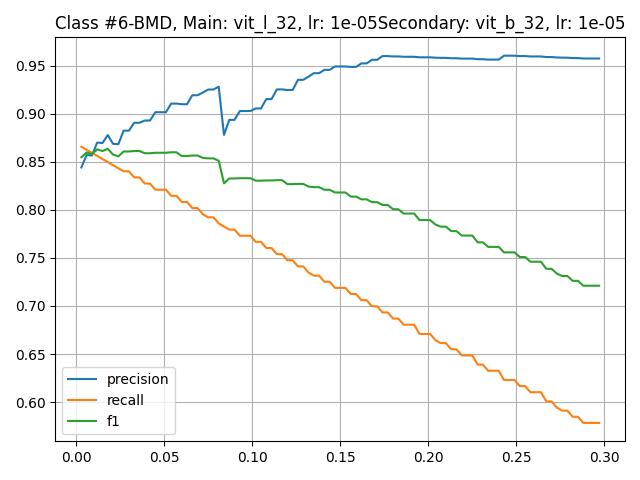 Class #6-BMD, Main: vit_l_32, lr: 1e-05Secondary: vit_b_32, lr: 1e-05
0.95
0.90
0.85
0.80
0.75
0.70
0.65
0.60
precision
recall
f1
0.00 0.05 0.10 0.15 0.20 0.25 0.30